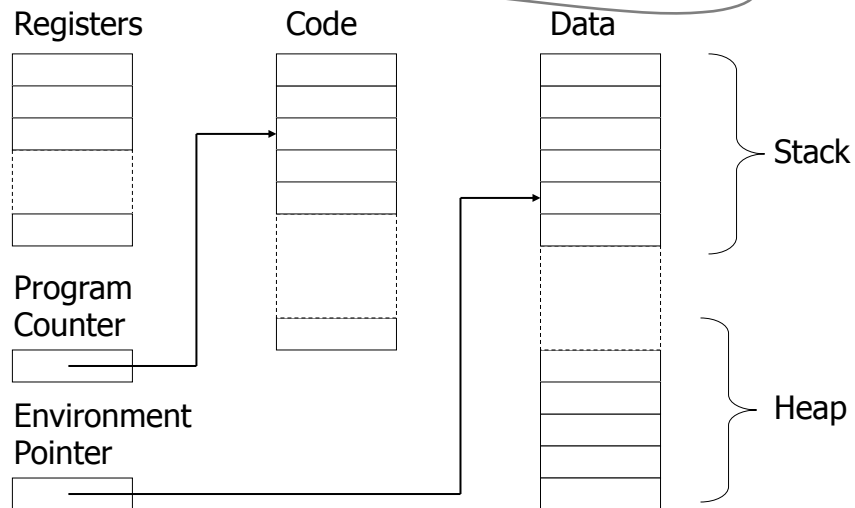 Registers
Code
Data
Stack
Program
Counter
Environment
Pointer
Heap